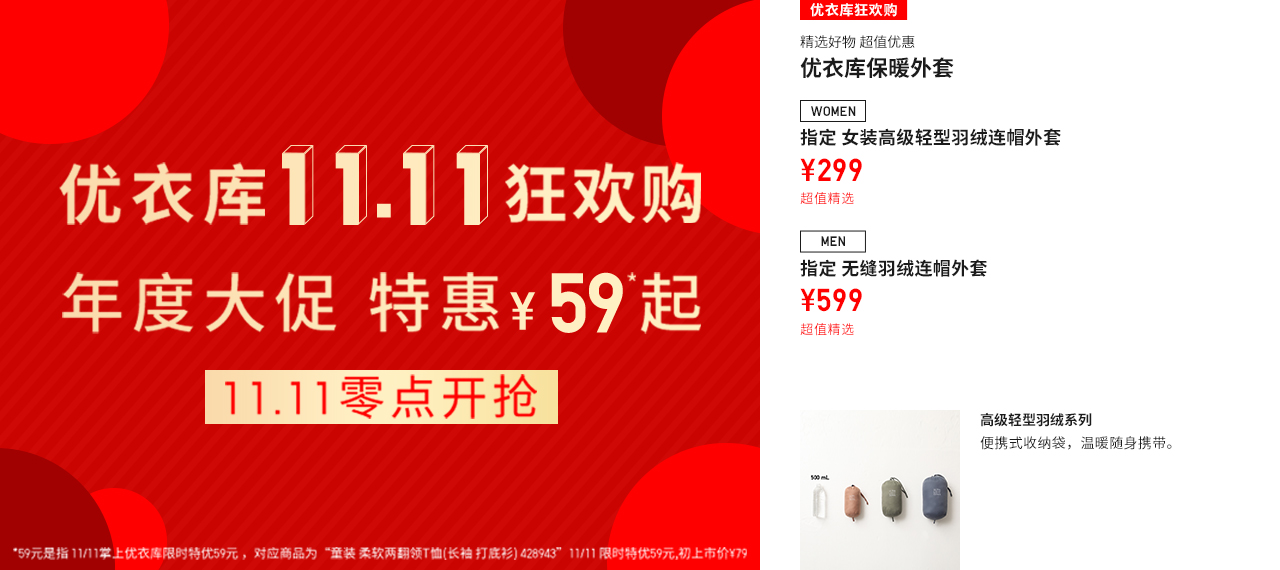 优衣库11.11狂欢购
年度大促 特惠¥59*起
11.11零点开抢
*59元是指 11/11掌上优衣库限时特优59元 ，对应商品为“童装 柔软两翻领T恤(长袖 打底衫) 428943”11/11 限时特优59元,初上市价¥79
优衣库狂欢购
精选好物 超值优惠
优衣库保暖外套
WOMEN
指定 女装高级轻型羽绒连帽外套
¥299
超值精选
MEN
指定 无缝羽绒连帽外套
¥599
超值精选
500 mL
高级轻型羽绒系列
便携式收纳袋，温暖随身携带。